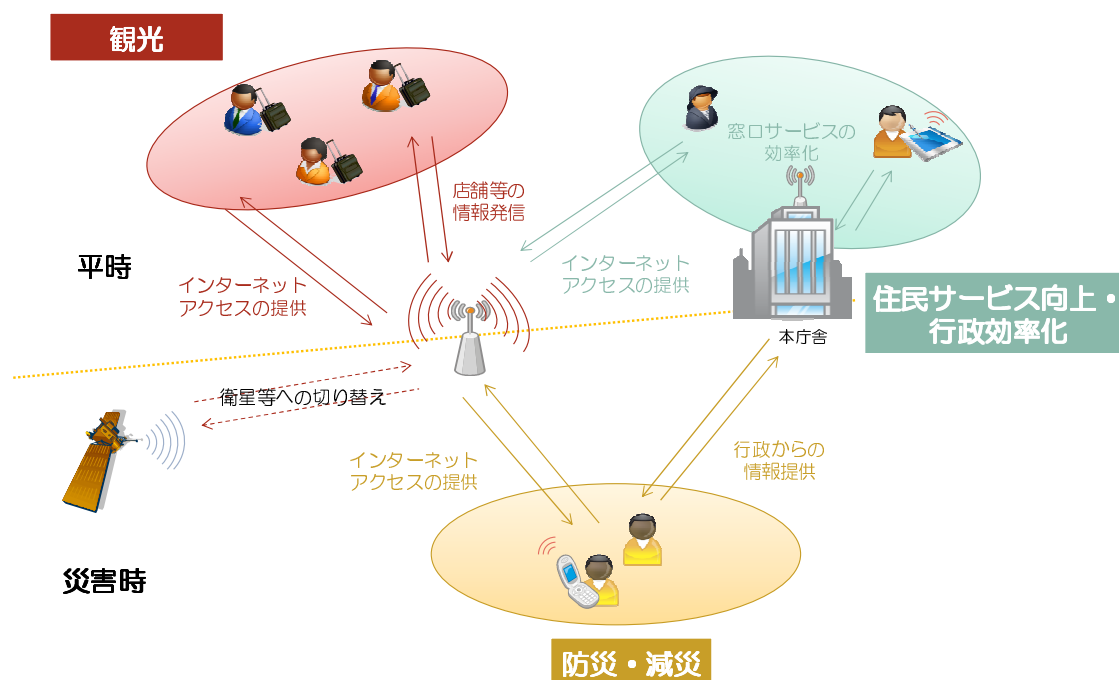 観光
窓口サービスの
効率化
店舗等の
情報発信
平時
インターネット
アクセスの提供
インターネット
アクセスの提供
住民サービス向上・
行政効率化
本庁舎
衛星等への切り替え
インターネット
アクセスの提供
行政からの
情報提供
災害時
防災・減災